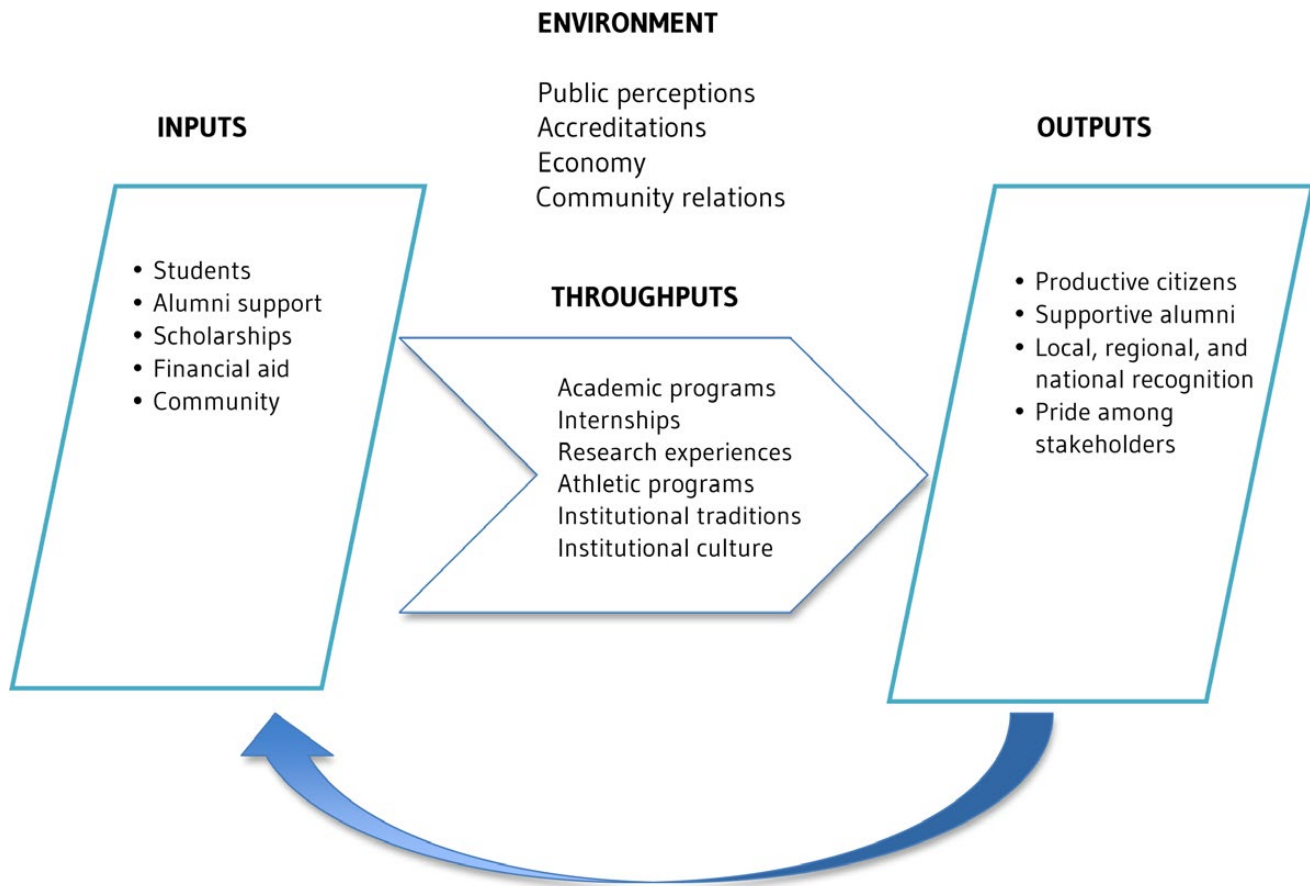 ENVIRONMENT
Public perceptions
Accreditations
Economy
Community relations
INPUTS
• Students
• Alumni support
• Scholarships
• Financial aid
• Community
THROUGHPUTS
Academic programs
Internships
Research experiences
Athletic programs
Institutional traditions
Institutional culture
OUTPUTS
• Productive citizens
• Supportive alumni
• Local, regional, and
national recognition
• Pride among
stakeholders